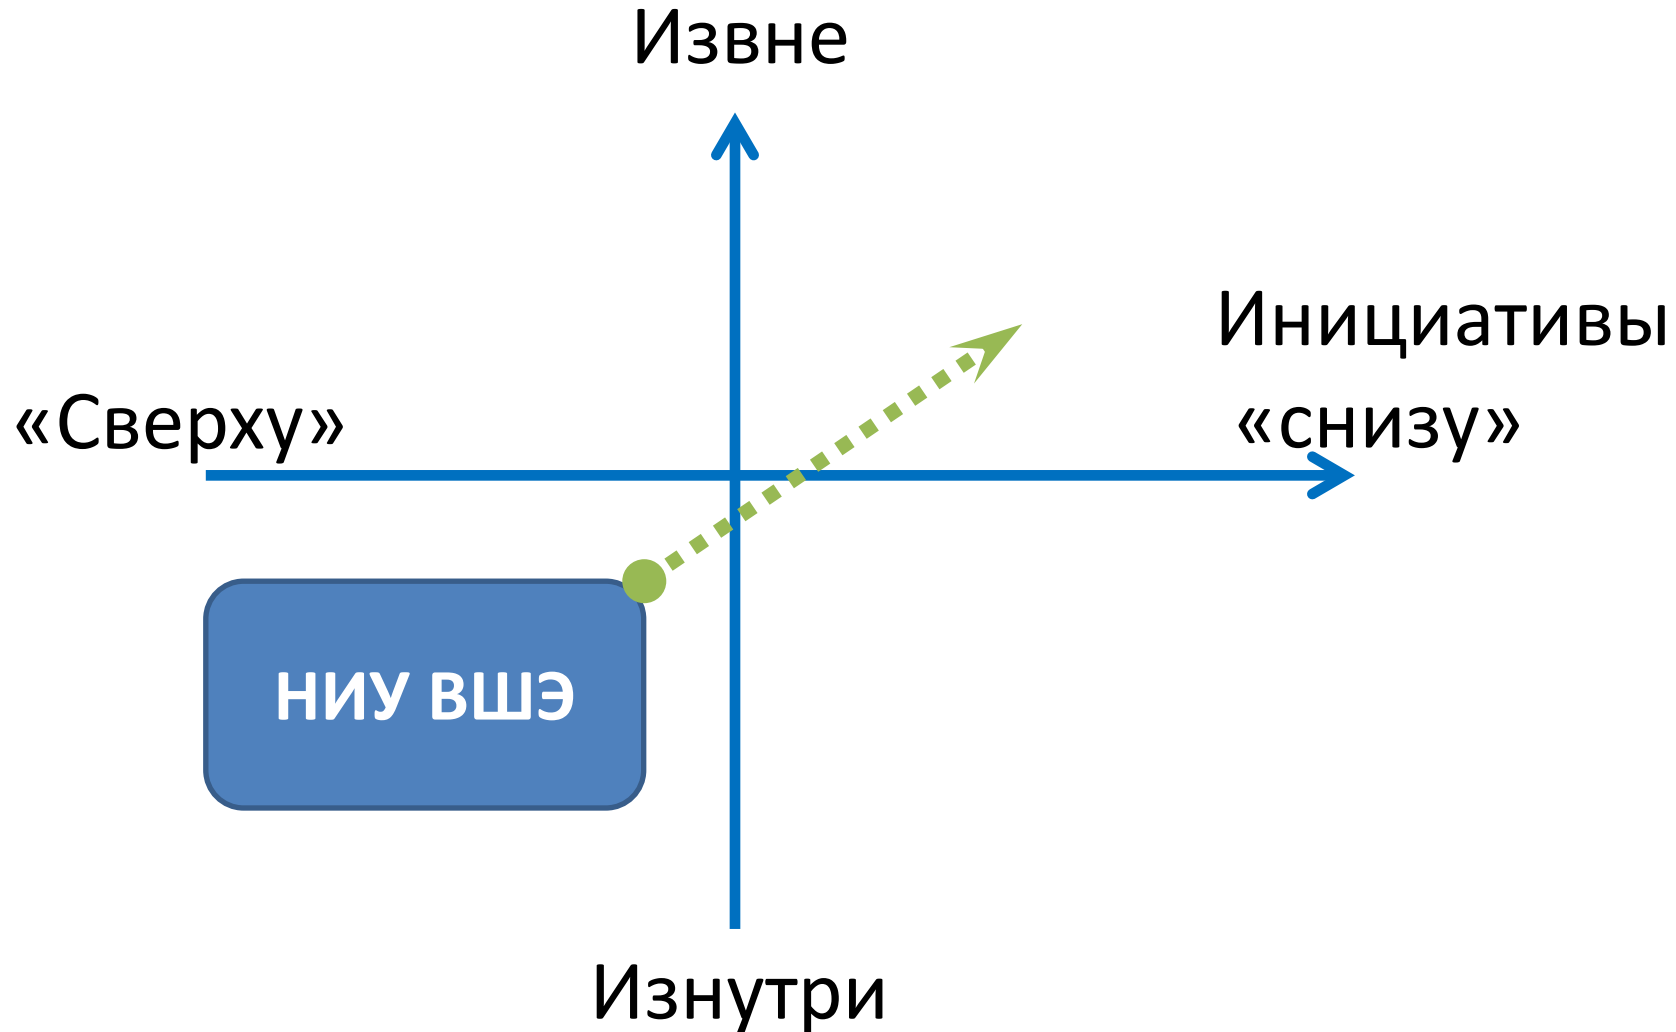 Извне
Инициативы
«снизу»
«Сверху»
НИУ ВШЭ
Изнутри